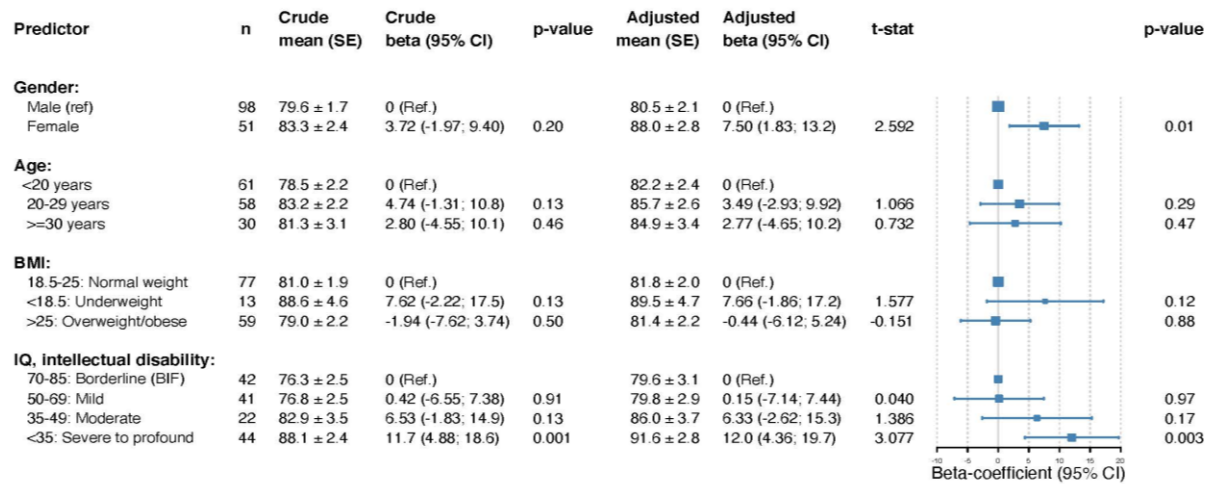 Predictor n Crude mean (SE) Crude beta (95% CI) p-value Adjusted mean (SE) Adjusted beta (95% CI) t-stat p-value
Gender:
Male (ref) 98 79.6 ± 1.7 0 (Ref.) 80.5 ± 2.1 0 (Ref.)
Female 51 83.3 ± 2.4 3.72 (-1.97; 9.40) 0.20 88.0 ± 2.8 7.50 (1.83; 13.2) 2.592 0.01
Age:
<20 years 61 78.5 ± 2.2 0 (Ref.) 82.2 ± 2.4 0 (Ref.)
20-29 years 58 83.2 ± 2.2 4.74 (-1.31; 10.8) 0.13 85.7 ± 2.6 3.49 (-2.93; 9.92) 1.066 0.29
>=30 years 30 81.3 ± 3.1 2.80 (-4.55; 10.1) 0.46 84.9 ± 3.4 2.77 (-4.65; 10.2) 0.732 0.47
BMI:
18.5-25: Normal weight 77 81.0 ± 1.9 0 (Ref.) 81.8 ± 2.0 0 (Ref.)
<18.5: Underweight 13 88.6 ± 4.6 7.62 (-2.22; 17.5) 0.13 89.5 ± 4.7 7.66 (-1.86; 17.2) 1.577 0.12
>25: Overweight/obese 59 79.0 ± 2.2 -1.94 (-7.62; 3.74) 0.50 81.4 ± 2.2 -0.44 (-6.12; 5.24) -0.151 0.88
IQ, intellectual disability:
70-85: Borderline (BIF) 42 76.3 ± 2.5 0 (Ref.) 79.6 ± 3.1 0 (Ref.)
50-69: Mild 41 76.8 ± 2.5 0.42 (-6.55; 7.38) 0.91 79.8 ± 2.9 0.15 (-7.14; 7.44) 0.040 0.97
35-49: Moderate 22 82.9 ± 3.5 6.53 (-1.83; 14.9) 0.13 86.0 ± 3.7 6.33 (-2.62; 15.3) 1.386 0.17
<35: Severe to profound 44 88.1 ± 2.4 11.7 (4.88; 18.6) 0.001 91.6 ± 2.8 12.0 (4.36; 19.7) 3.077 0.003
-10 -5 0 5 10 15 20
Beta-coefficient (95% CI)